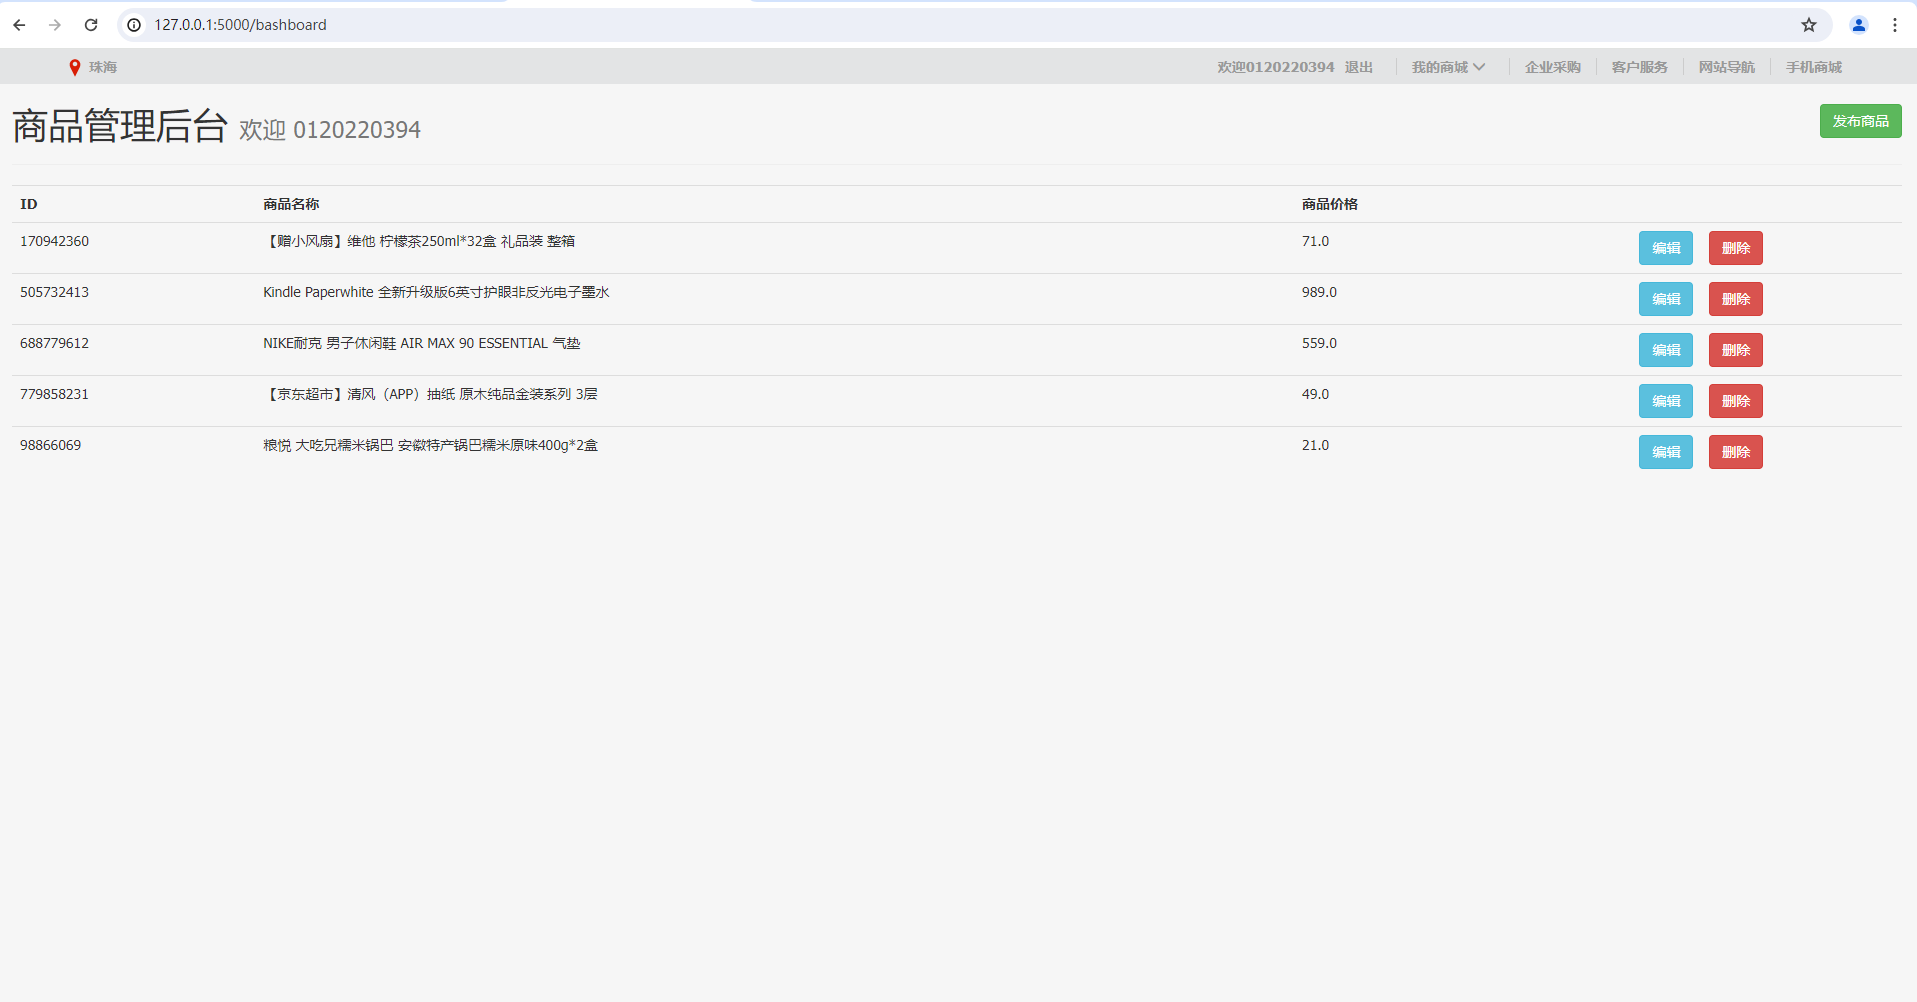 127.0.0.1:5000/bashboard
珠海 欢迎0120220394 退出 我的商城 企业采购 客户服务 网站导航 手机商城
商品管理后台 欢迎 0120220394 发布商品
ID 商品名称 商品价格
170942360 【赠小风扇】维他 柠檬茶250ml*32盒 礼品装 整箱 71.0 编辑 删除
505732413 Kindle Paperwhite 全新升级版6英寸护眼非反光电子墨水 989.0 编辑 删除
688779612 NIKE耐克 男子休闲鞋 AIR MAX 90 ESSENTIAL 气垫 559.0 编辑 删除
779858231 【京东超市】清风（APP）抽纸 原木纯品金装系列 3层 49.0 编辑 删除
98866069 粮悦 大吃兄糯米锅巴 安徽特产锅巴糯米原味400g*2盒 21.0 编辑 删除